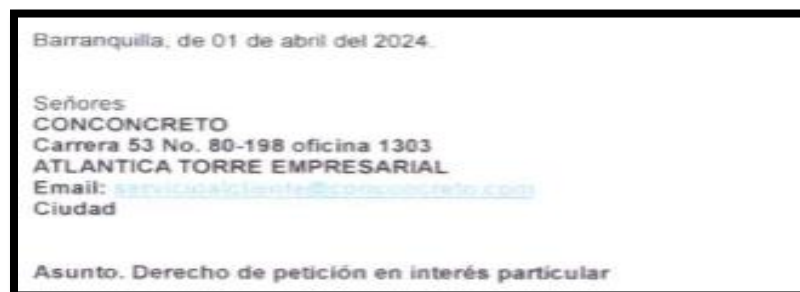 Barranquilla, de 01 de abril del 2024.
Señores
CONCONCRETO
Carrera 53 No. 80-198 oficina 1303
ATLANTICA TORRE EMPRESARIAL
Email: servicioalcliente@conconcreto.com
Ciudad
Asunto. Derecho de petición en interés particular